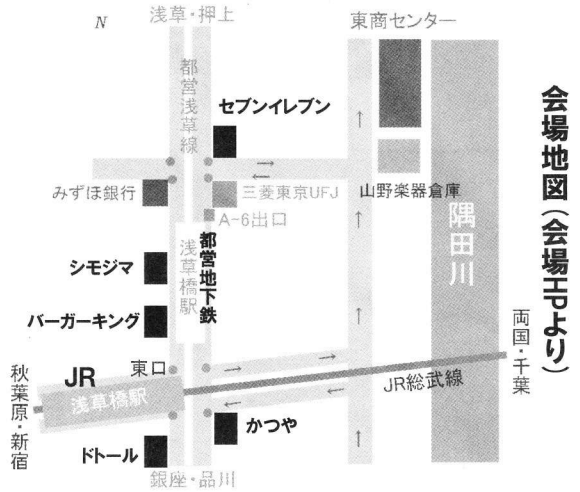 N
浅草・押上
東商センター
都営浅草線
セブンイレブン
みずほ銀行
三菱東京UFJ
山野楽器倉庫
A-6出口
隅田川
会場地図(会場HPより)
シモジマ
浅草橋駅
都営地下鉄
バーガーキング
両国・千葉
JR
東口
JR総武線
浅草橋駅
秋葉原・新宿
かつや
ドトール
銀座・品川